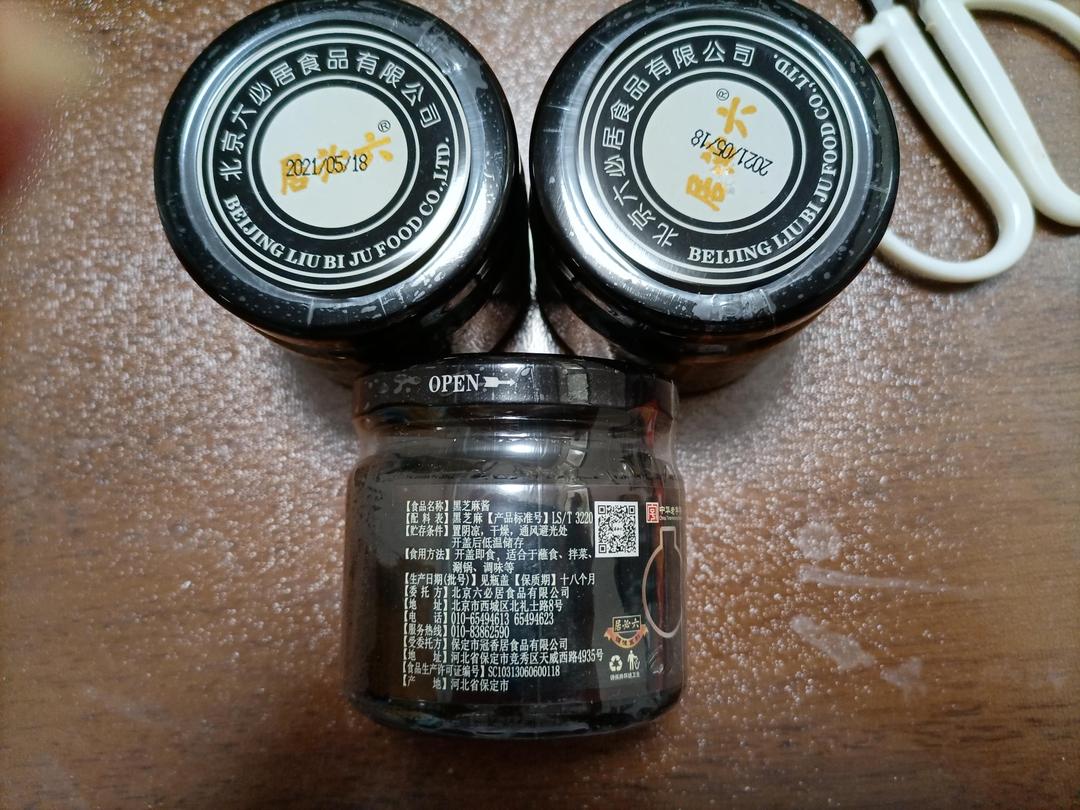 北京六必居食品有限公司
BEIJING LIU BI JU FOOD CO.,LTD.
六必居®
2021/05/18
北京六必居食品有限公司
BEIJING LIU BI JU FOOD CO.,LTD.
六必居®
2021/05/18
OPEN
【食品名称】黑芝麻酱
【配 料 表】黑芝麻【产品标准号】LS/T 3220
【贮存条件】置阴凉，干燥，通风避光处
开盖后低温储存
【食用方法】开盖即食，适合于蘸食、拌菜、
涮锅、调味等
【生产日期(批号)】见瓶盖【保质期】十八个月
【委 托 方】北京六必居食品有限公司
【地 址】北京市西城区北礼士路8号
【电 话】010-65494613 65494623
【服务热线】010-83862590
【受委托方】保定市冠香居食品有限公司
【地 址】河北省保定市竞秀区天威西路4935号
【食品生产许可证编号】SC10313060600118
【产 地】河北省保定市
中华老
六必居